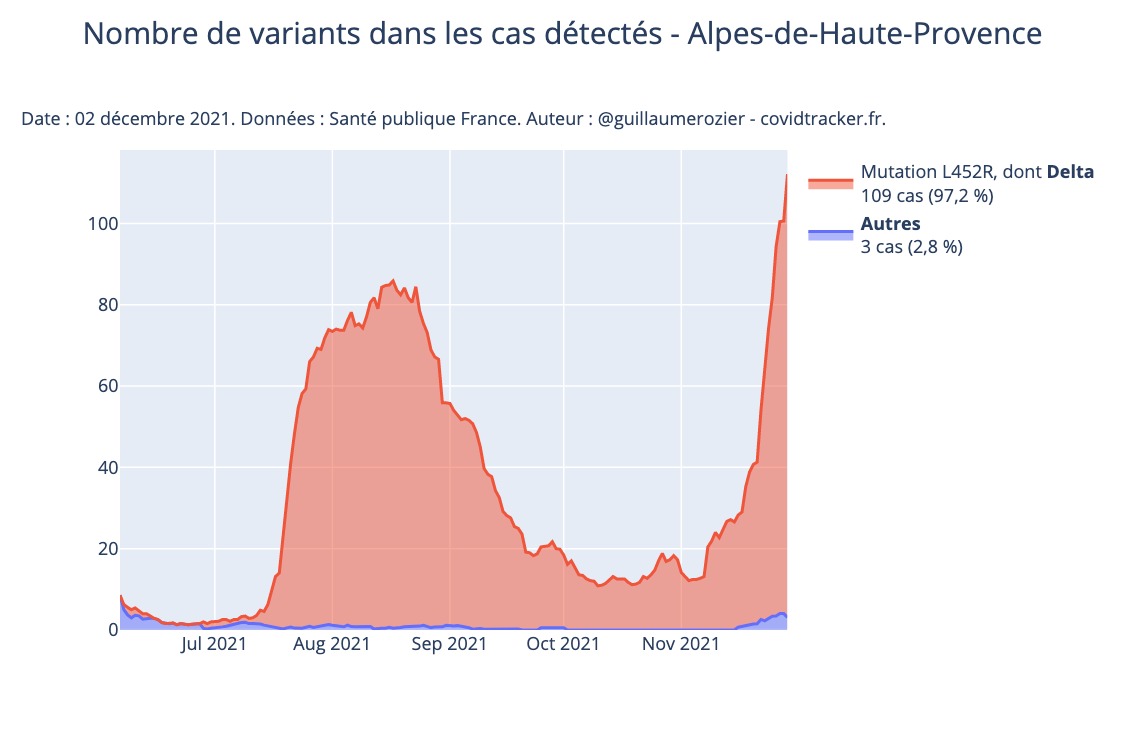 Nombre de variants dans les cas détectés - Alpes-de-Haute-Provence
Date : 02 décembre 2021. Données : Santé publique France. Auteur : @guillaumerozier - covidtracker.fr.
Mutation L452R, dont Delta
109 cas (97,2 %)
Autres
3 cas (2,8 %)
100
80
60
40
20
0
Jul 2021
Aug 2021
Sep 2021
Oct 2021
Nov 2021